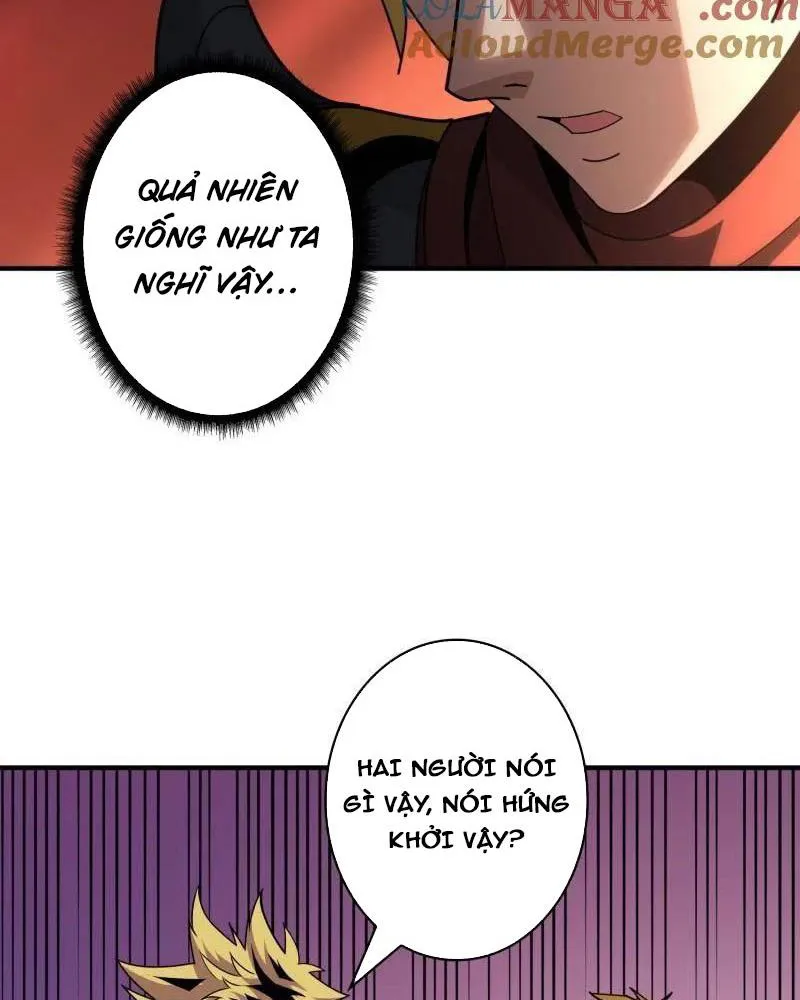 COLAMANGA.com
ACloudMerge.com
QUẢ NHIÊN
GIỐNG NHƯ TA
NGHĨ VẬY...
HAI NGƯỜI NÓI
GÌ VẬY, NÓI HỨNG
KHỞI VẬY?